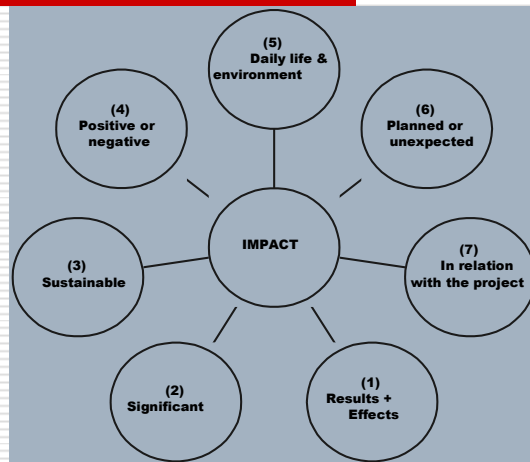 (5)
Daily life &
environment
(4)
Positive or
negative
(6)
Planned or
unexpected
IMPACT
(3)
Sustainable
(7)
In relation
with the project
(2)
Significant
(1)
Results +
Effects